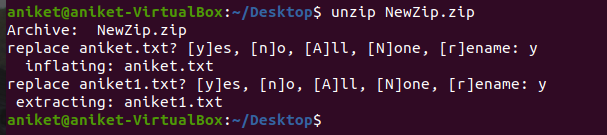 aniket@aniket-VirtualBox:~/Desktop$ unzip NewZip.zip
Archive:  NewZip.zip
replace aniket.txt? [y]es, [n]o, [A]ll, [N]one, [r]ename: y
  inflating: aniket.txt
replace aniket1.txt? [y]es, [n]o, [A]ll, [N]one, [r]ename: y
 extracting: aniket1.txt
aniket@aniket-VirtualBox:~/Desktop$